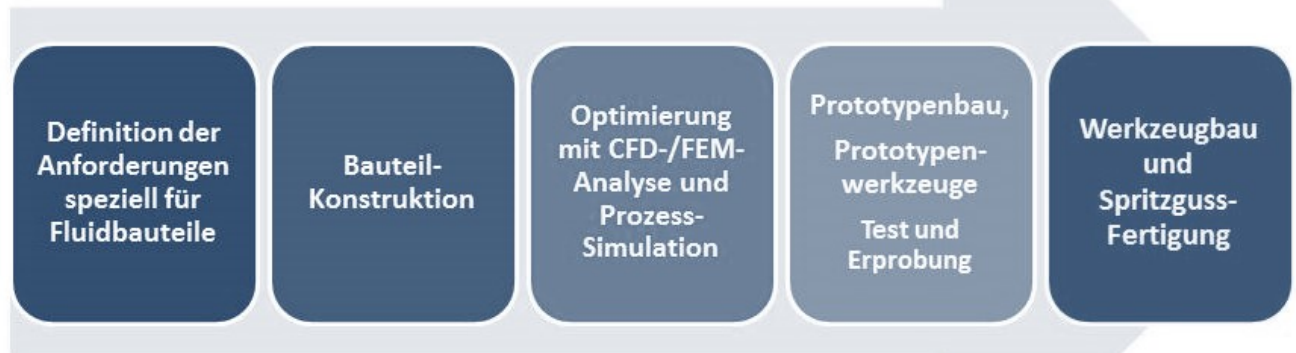 Definition der
Anforderungen
speziell für
Fluidbauteile
Bauteil-
Konstruktion
Optimierung
mit CFD-/FEM-
Analyse und
Prozess-
Simulation
Prototypenbau,
Prototypen-
werkzeuge
Test und
Erprobung
Werkzeugbau
und
Spritzguss-
Fertigung